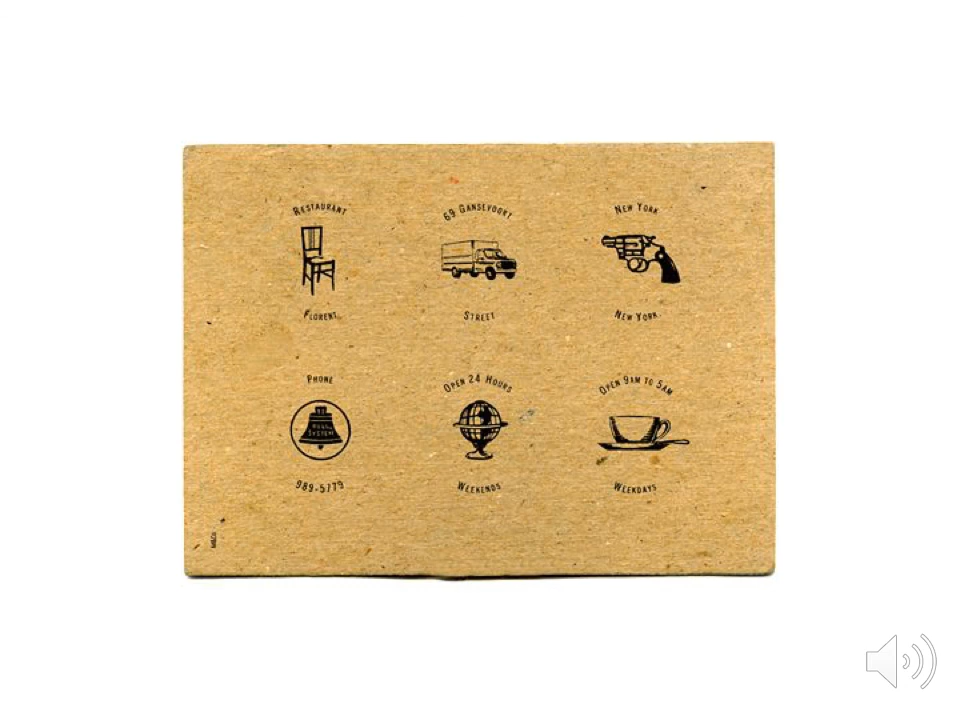 Restaurant
Florent
69 Gansevoort
Street
New York
New York
Phone
Bell
System
989-5779
Open 24 Hours
Weekends
Open 9am to 5am
Weekdays
M&Co